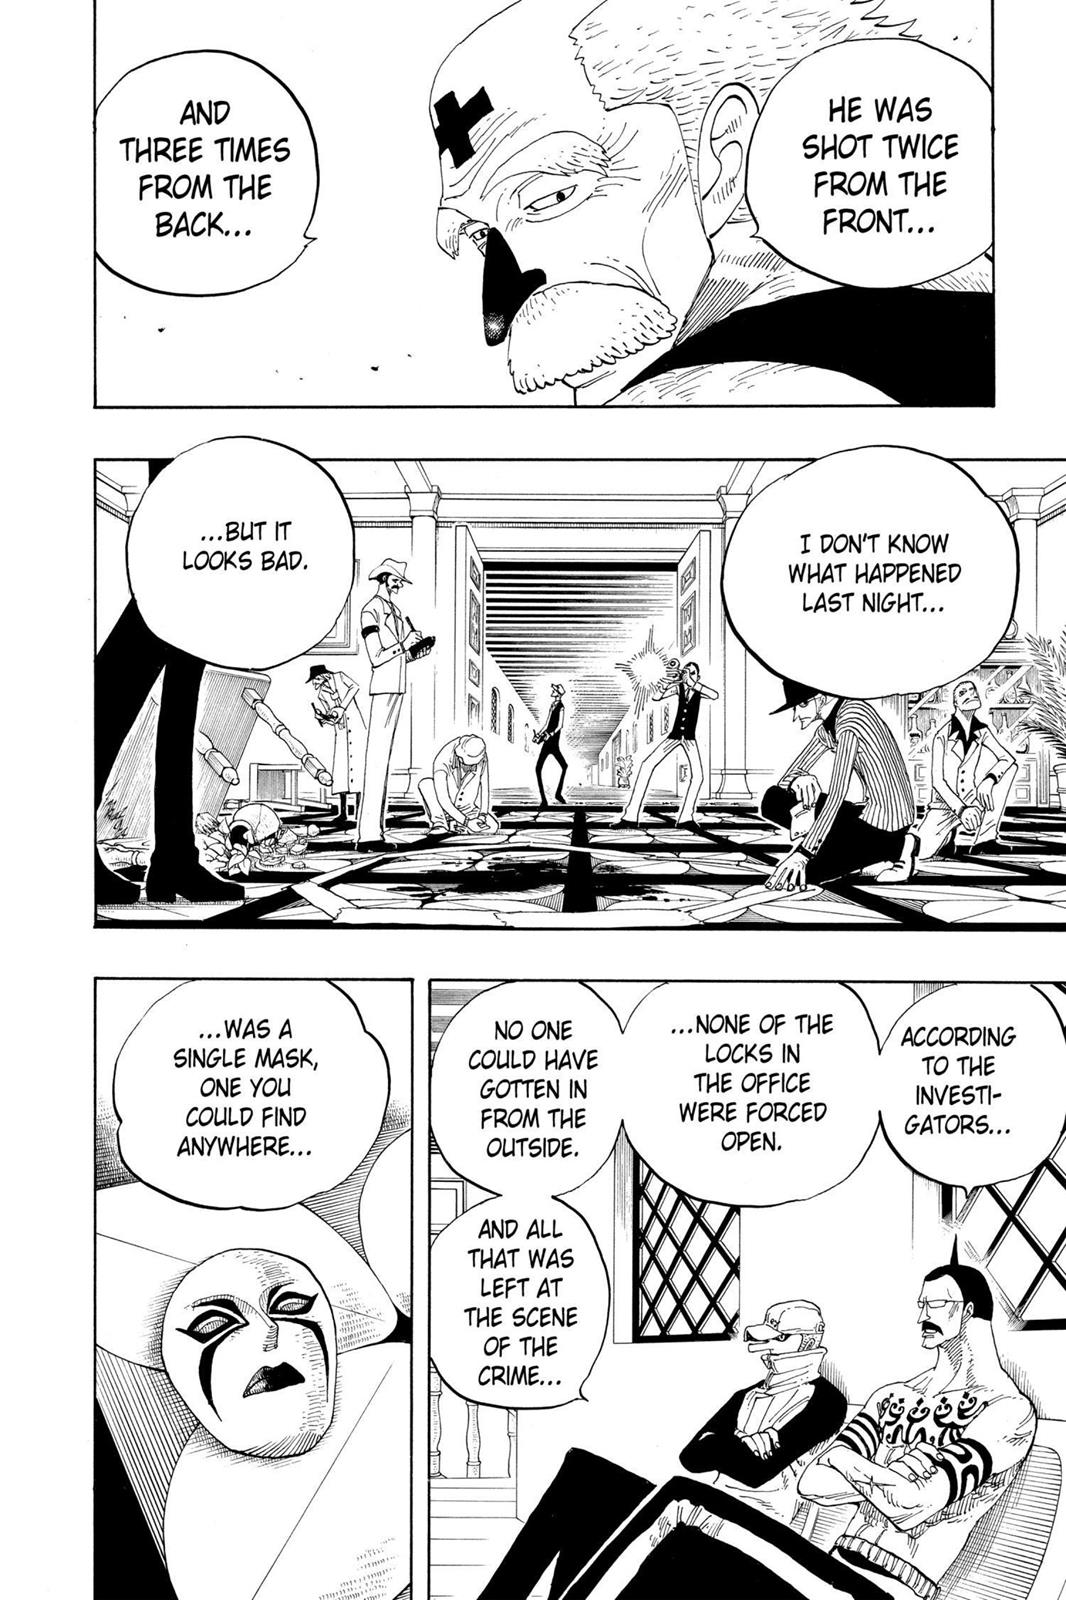 HE WAS
SHOT TWICE
FROM THE
FRONT...
AND
THREE TIMES
FROM THE
BACK...
I DON'T KNOW
WHAT HAPPENED
LAST NIGHT...
...BUT IT
LOOKS BAD.
ACCORDING
TO THE
INVESTI-
GATORS...
...NONE OF THE
LOCKS IN
THE OFFICE
WERE FORCED
OPEN.
NO ONE
COULD HAVE
GOTTEN IN
FROM THE
OUTSIDE.
AND ALL
THAT WAS
LEFT AT
THE SCENE
OF THE
CRIME...
...WAS A
SINGLE MASK,
ONE YOU
COULD FIND
ANYWHERE...